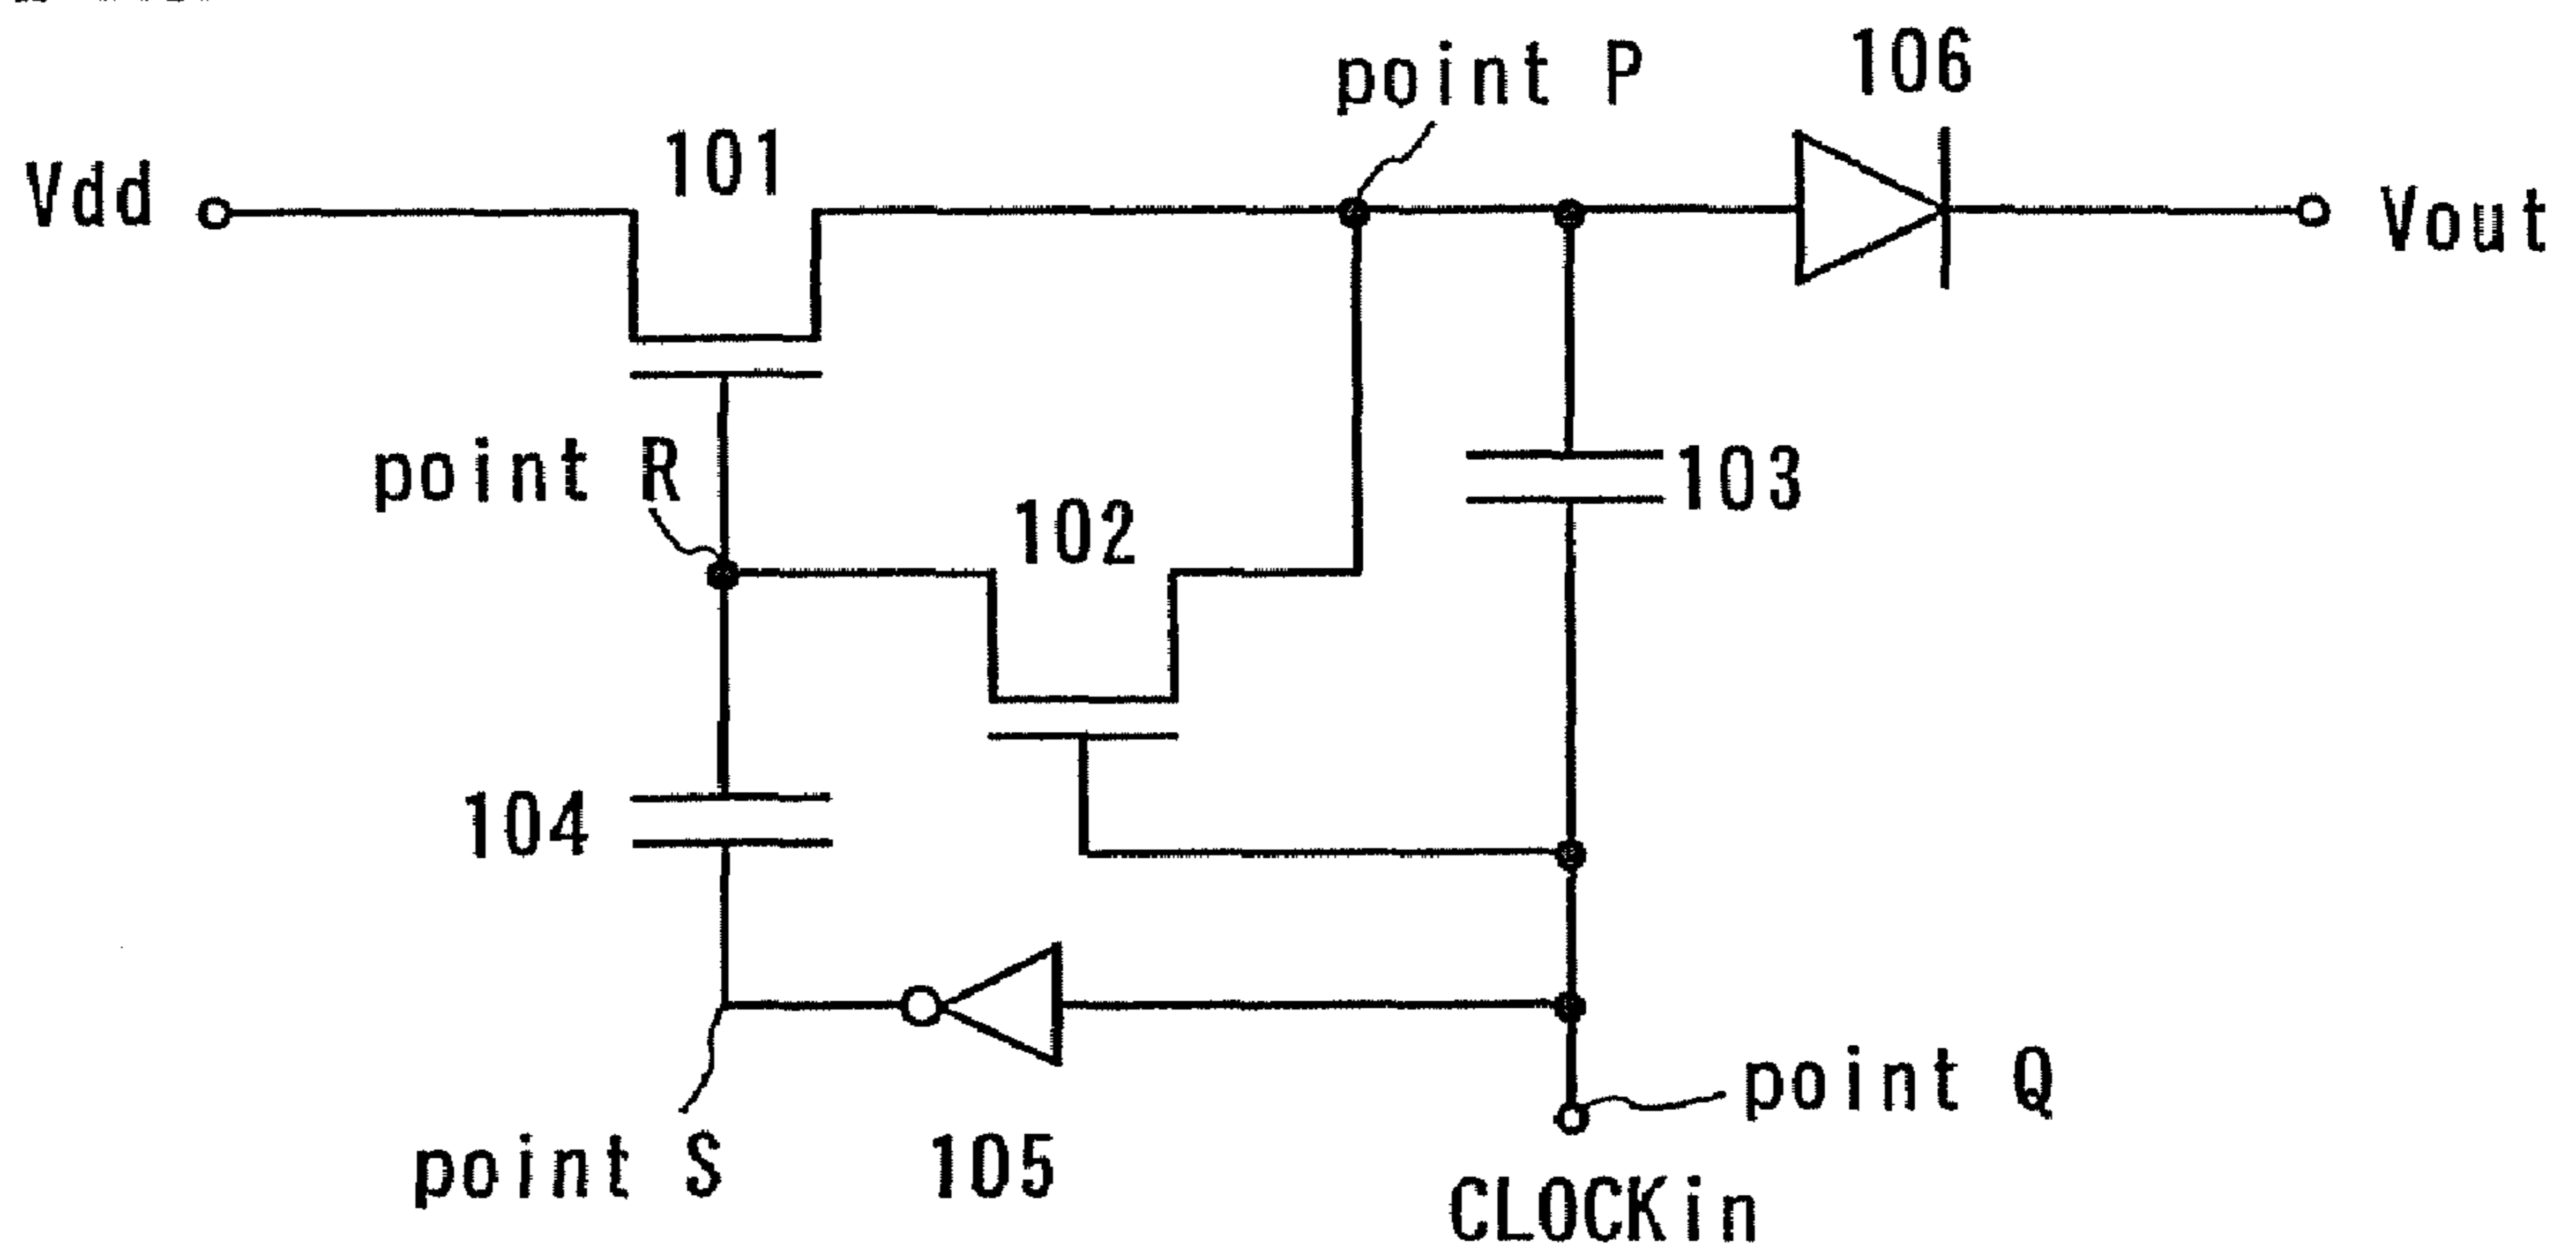 point P
106
Vdd
101
Vout
point R
102
103
104
point Q
point S
105
CLOCKin